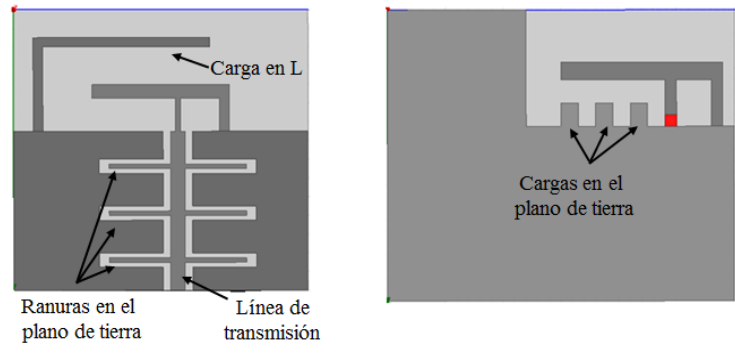 Carga en L
Ranuras en el
plano de tierra
Línea de
transmisión
Cargas en el
plano de tierra